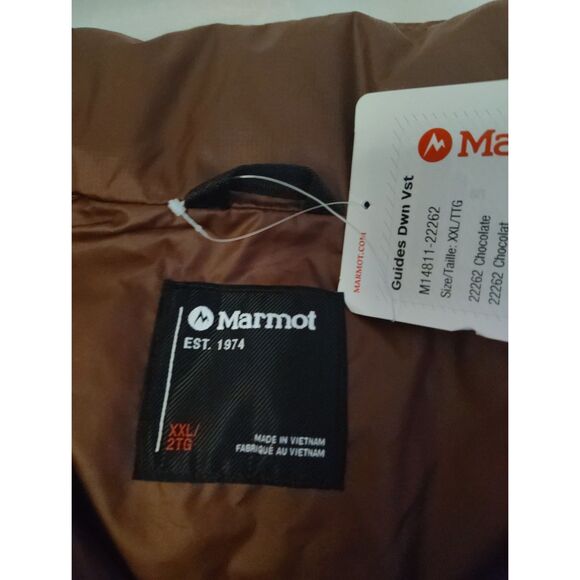 Marmot
EST. 1974
XXL/
2TG
MADE IN VIETNAM
FABRIQUÉ AU VIETNAM
Ma
MARMOT.COM
Guides Dwn Vst
M14811-22262
Size/Taille: XXL/TTG
22262 Chocolate
22262 Chocolat